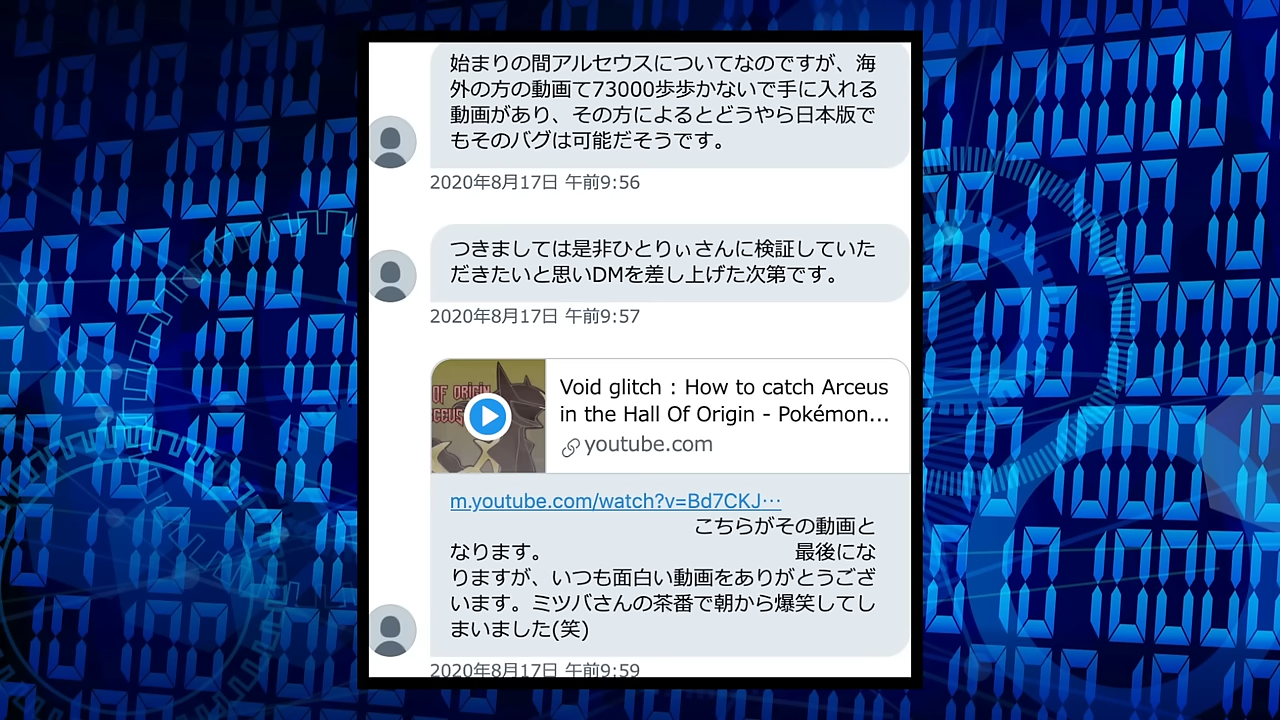 始まりの間アルセウスについてなのですが、海
外の方の動画て73000歩歩かないで手に入れる
動画があり、その方によるとどうやら日本版で
もそのバグは可能だそうです。
2020年8月17日 午前9:56
つきましては是非ひとりぃさんに検証していた
だきたいと思いDMを差し上げた次第です。
2020年8月17日 午前9:57
OF ORIGIN
Void glitch : How to catch Arceus
in the Hall Of Origin - Pokémon...
youtube.com
m.youtube.com/watch?v=Bd7CKJ…
こちらがその動画と
なります。 最後にな
りますが、いつも面白い動画をありがとうござ
います。ミツバさんの茶番で朝から爆笑してし
まいました(笑)
2020年8月17日 午前9:59